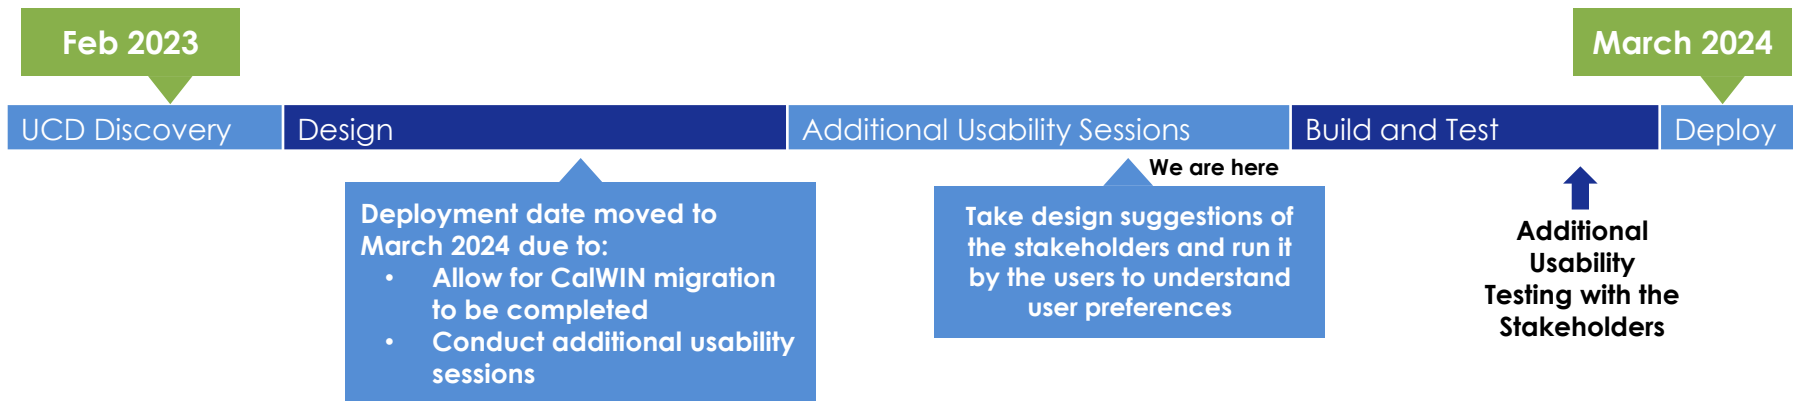 Feb 2023
March 2024
UCD Discovery
Design
Additional Usability Sessions
Build and Test
Deploy
We are here
Deployment date moved to
March 2024 due to:
• Allow for CalWIN migration
to be completed
• Conduct additional usability
sessions
Take design suggestions of
the stakeholders and run it
by the users to understand
user preferences
Additional
Usability
Testing with the
Stakeholders